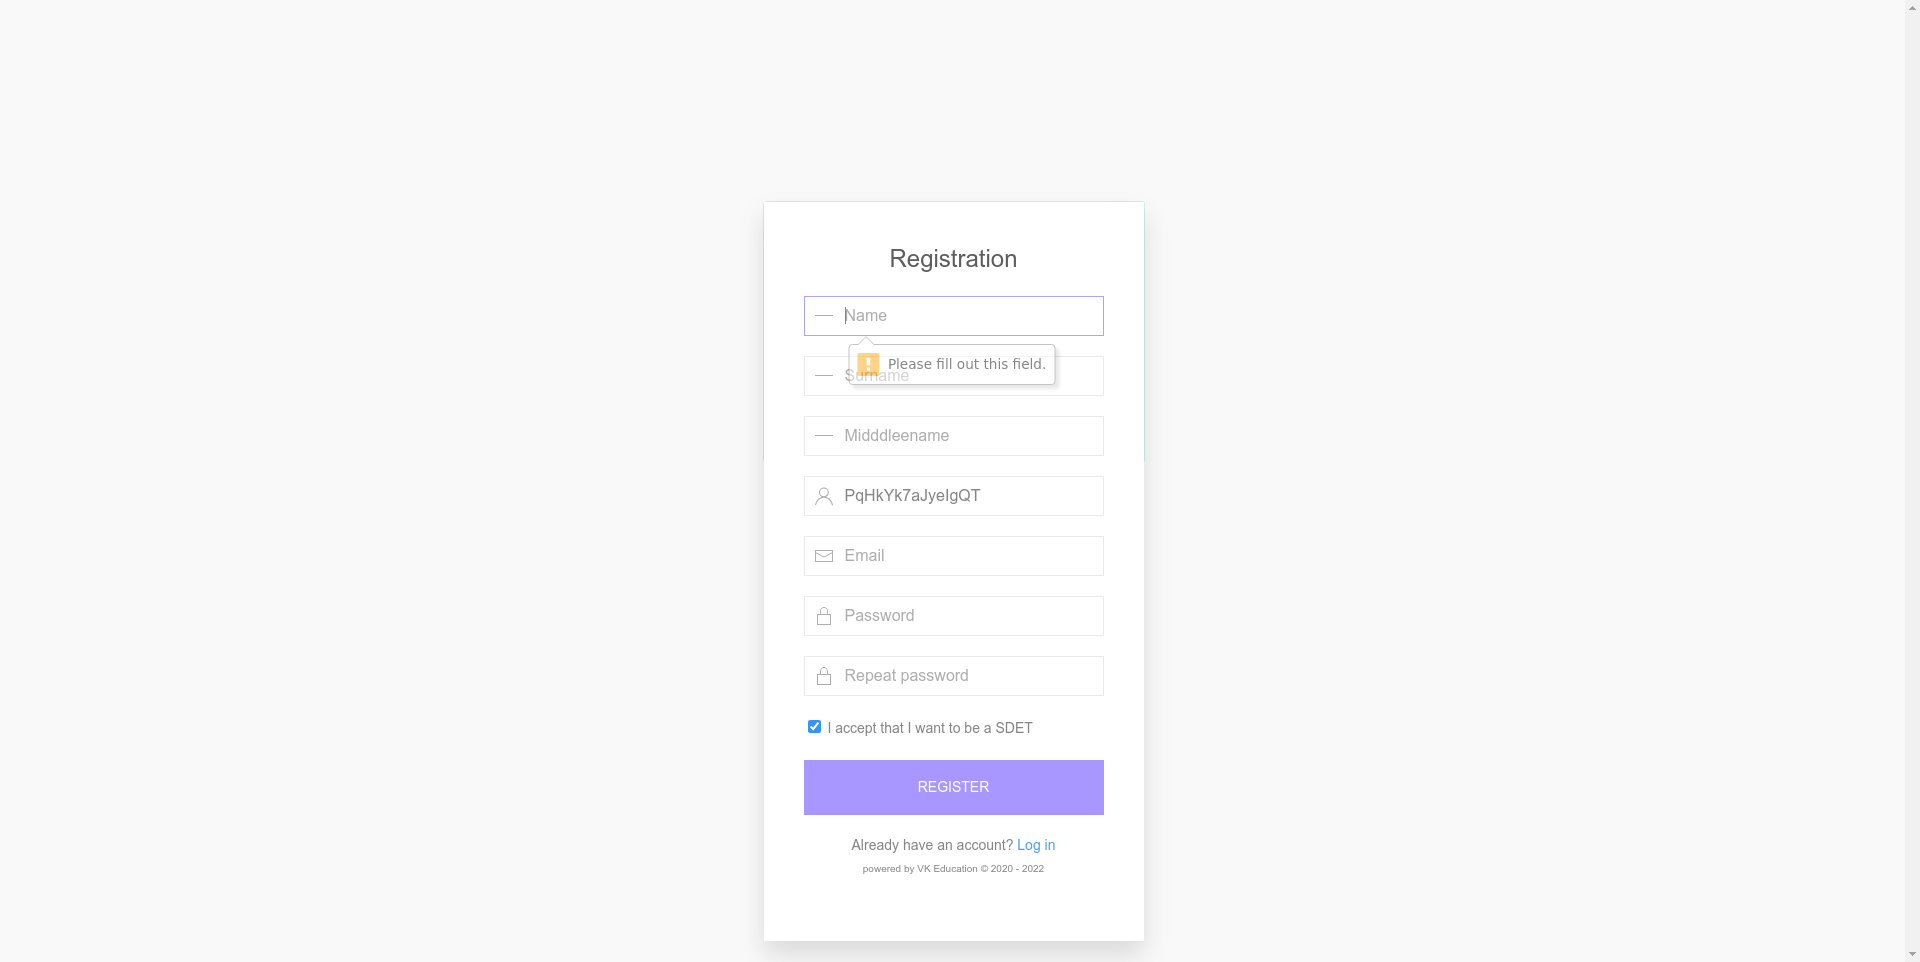 Registration
Name
Please fill out this field.
Surname
Midddleename
PqHkYk7aJyeIgQT
Email
Password
Repeat password
I accept that I want to be a SDET
REGISTER
Already have an account? Log in
powered by VK Education © 2020 - 2022